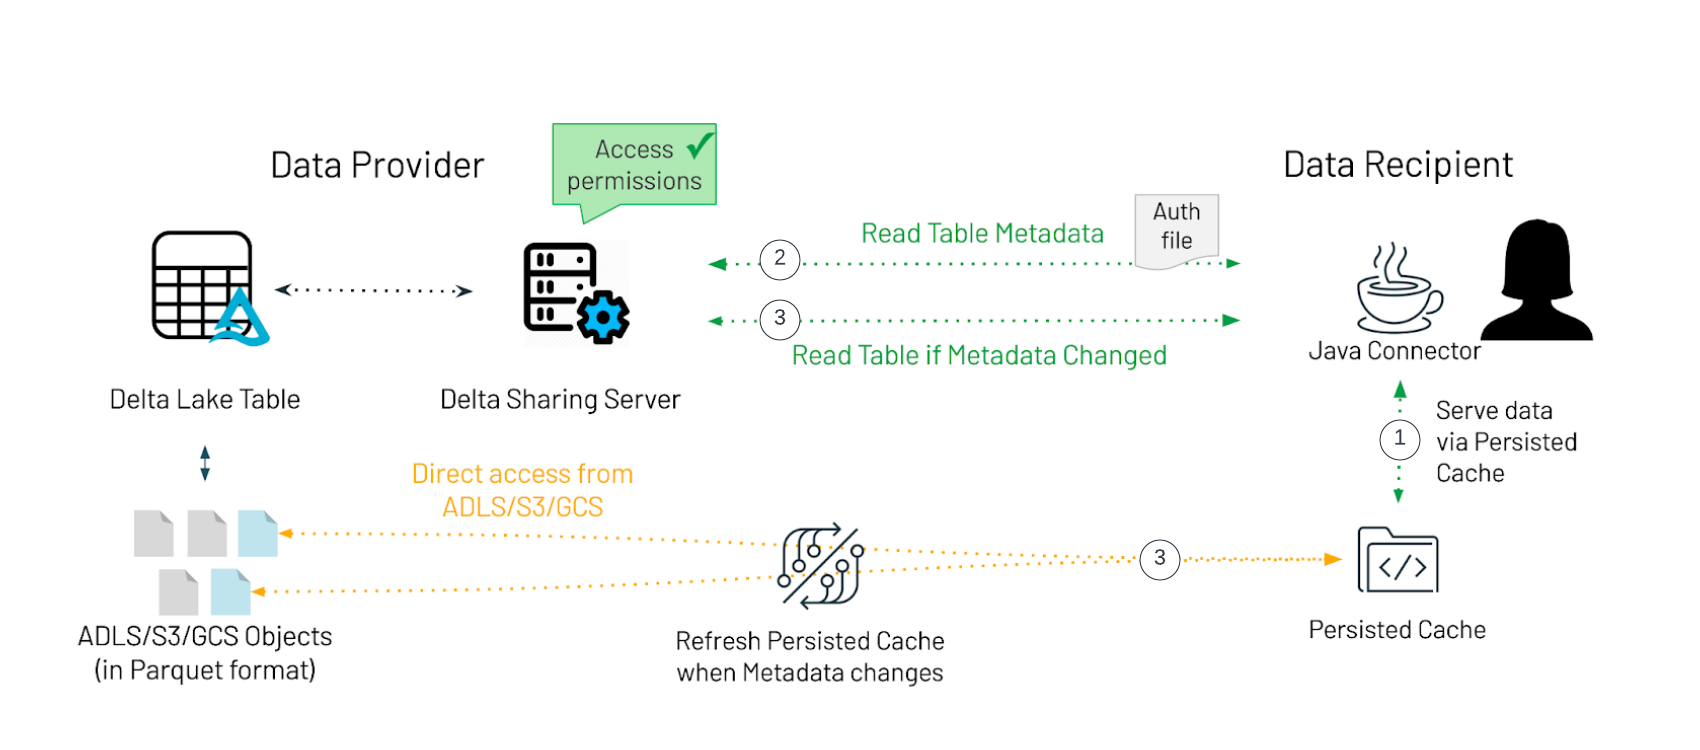 Data Provider
Access
permissions
Data Recipient
Auth
file
Read Table Metadata
2
3
Read Table if Metadata Changed
Java Connector
Delta Lake Table
Delta Sharing Server
1
Serve data
via Persisted
Cache
Direct access from
ADLS/S3/GCS
3
</>
ADLS/S3/GCS Objects
(in Parquet format)
Refresh Persisted Cache
when Metadata changes
Persisted Cache